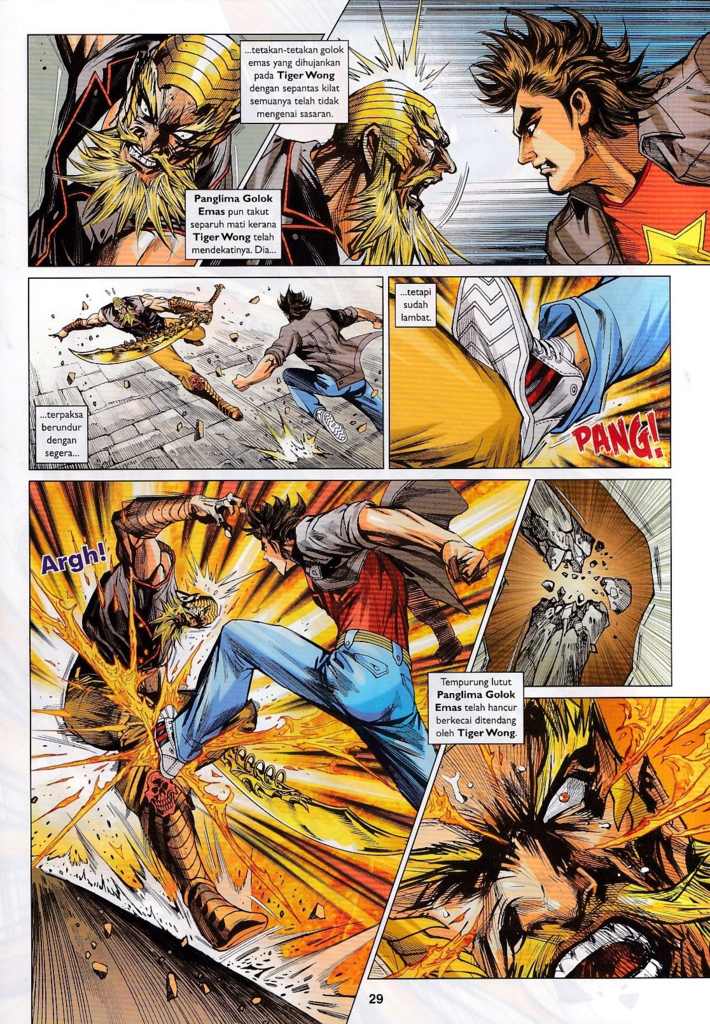 ...tetakan-tetakan golok
emas yang dihujankan
pada Tiger Wong
dengan sepantas kilat
semuanya telah tidak
mengenai sasaran.
Panglima Golok
Emas pun takut
separuh mati kerana
Tiger Wong telah
mendekatinya. Dia...
...terpaksa
berundur
dengan
segera...
...tetapi
sudah
lambat.
PANG!
Argh!
Tempurung lutut
Panglima Golok
Emas telah hancur
berkecai ditendang
oleh Tiger Wong.
29